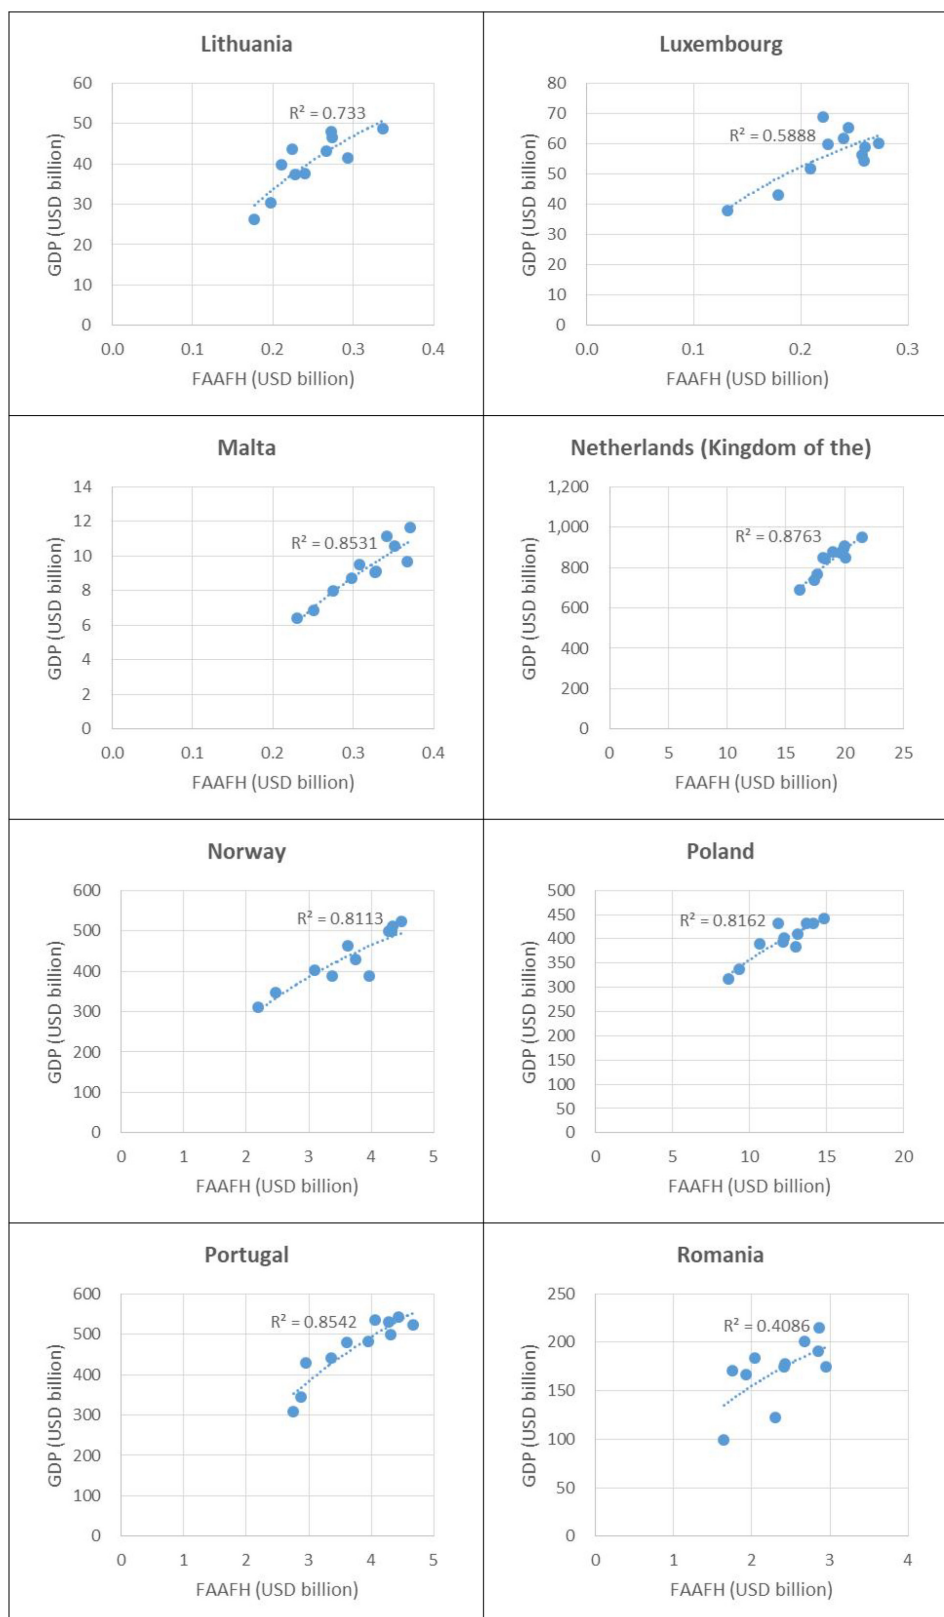 Lithuania
R² = 0.733
GDP (USD billion)
60
50
40
30
20
10
0
0.0 0.1 0.2 0.3 0.4
FAAFH (USD billion)
Luxembourg
R² = 0.5888
GDP (USD billion)
80
70
60
50
40
30
20
10
0
0.0 0.1 0.2 0.3
FAAFH (USD billion)
Malta
R² = 0.8531
GDP (USD billion)
14
12
10
8
6
4
2
0
0.0 0.1 0.2 0.3 0.4
FAAFH (USD billion)
Netherlands (Kingdom of the)
R² = 0.8763
GDP (USD billion)
1,200
1,000
800
600
400
200
0
0 5 10 15 20 25
FAAFH (USD billion)
Norway
R² = 0.8113
GDP (USD billion)
600
500
400
300
200
100
0
0 1 2 3 4 5
FAAFH (USD billion)
Poland
R² = 0.8162
GDP (USD billion)
500
450
400
350
300
250
200
150
100
50
0
0 5 10 15 20
FAAFH (USD billion)
Portugal
R² = 0.8542
GDP (USD billion)
600
500
400
300
200
100
0
0 1 2 3 4 5
FAAFH (USD billion)
Romania
R² = 0.4086
GDP (USD billion)
250
200
150
100
50
0
0 1 2 3 4
FAAFH (USD billion)